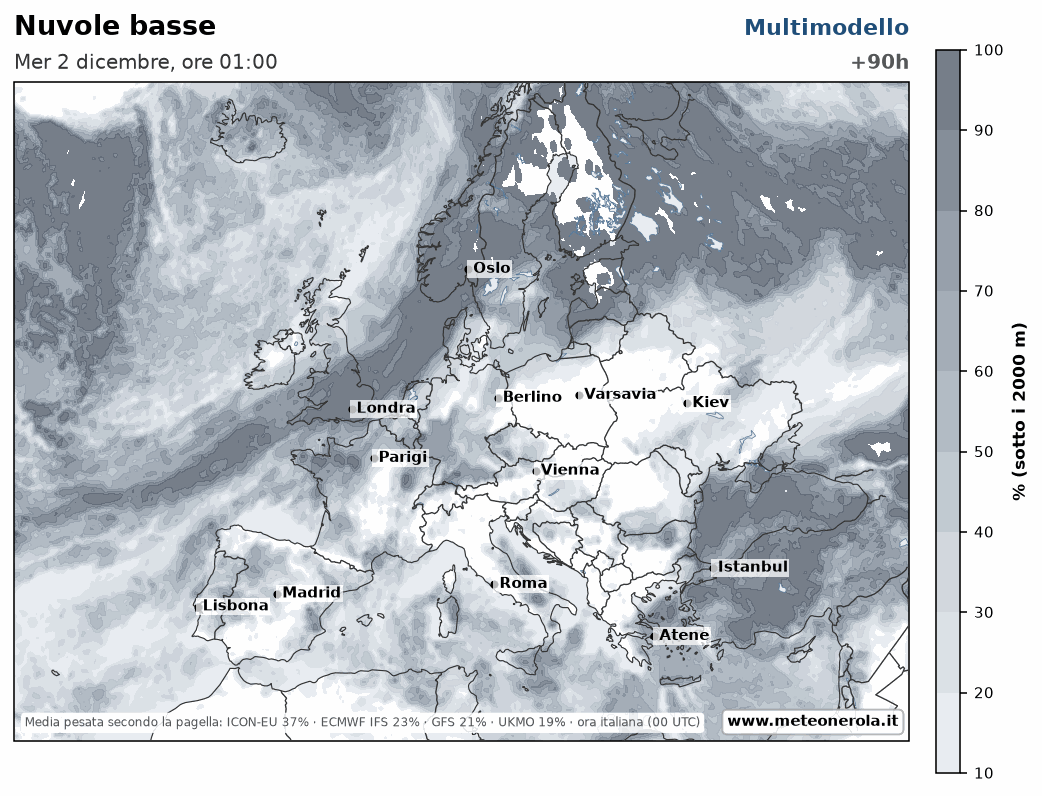 Nuvole basse
Multimodello
Mer 2 dicembre, ore 01:00
+90h
100
90
80
70
60
50
40
30
20
10
% (sotto i 2000 m)
Oslo
Londra
Berlino
Varsavia
Kiev
Parigi
Vienna
Istanbul
Roma
Madrid
Lisbona
Atene
Media pesata secondo la pagella: ICON-EU 37% · ECMWF IFS 23% · GFS 21% · UKMO 19% · ora italiana (00 UTC)
www.meteonerola.it